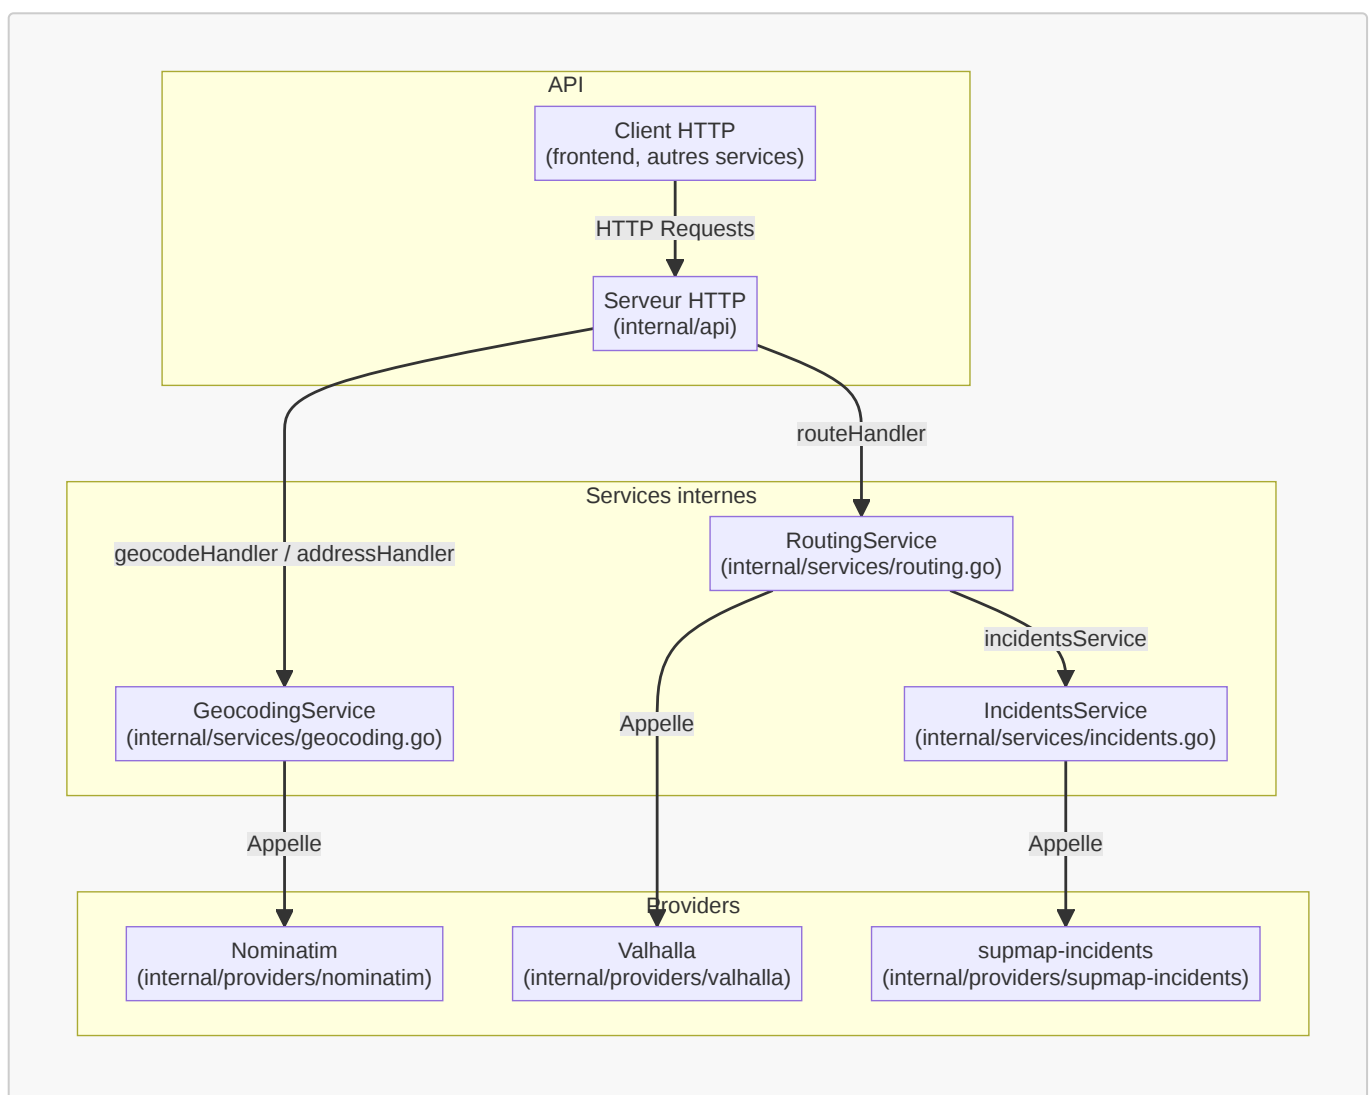 API
Client HTTP
(frontend, autres services)
HTTP Requests
Serveur HTTP
(internal/api)
routeHandler
Services internes
RoutingService
(internal/services/routing.go)
geocodeHandler / addressHandler
incidentsService
GeocodingService
(internal/services/geocoding.go)
Appelle
IncidentsService
(internal/services/incidents.go)
Appelle
Appelle
Providers
Nominatim
(internal/providers/nominatim)
Valhalla
(internal/providers/valhalla)
supmap-incidents
(internal/providers/supmap-incidents)